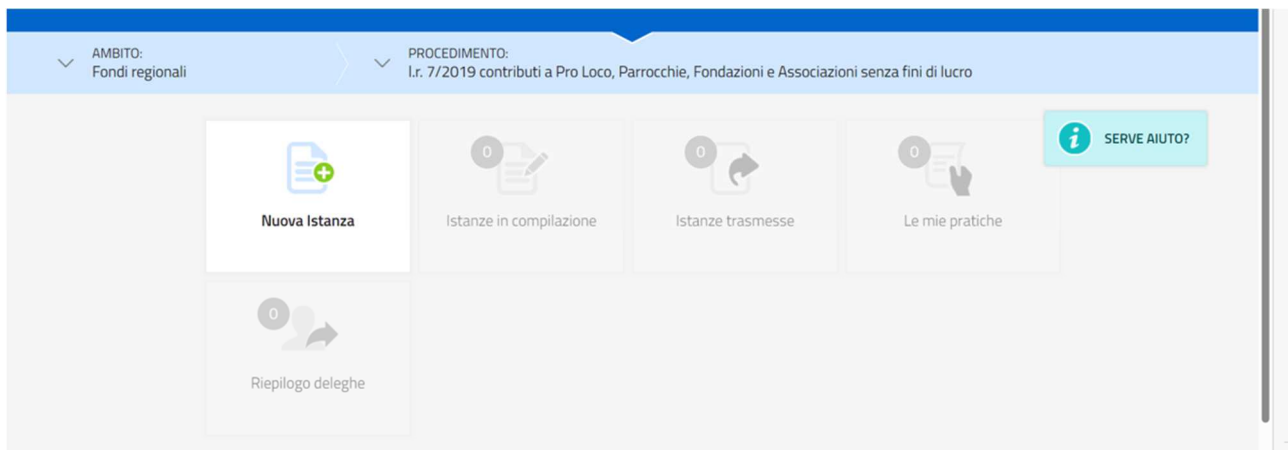 AMBITO:
Fondi regionali
PROCEDIMENTO:
l.r. 7/2019 contributi a Pro Loco, Parrocchie, Fondazioni e Associazioni senza fini di lucro
SERVE AIUTO?
Nuova Istanza
0
Istanze in compilazione
0
Istanze trasmesse
0
Le mie pratiche
0
Riepilogo deleghe